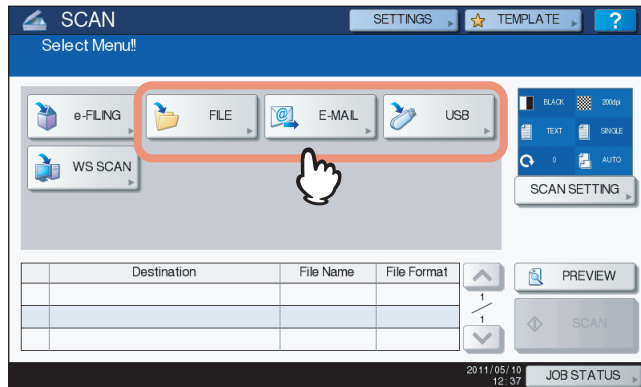 SCAN SETTINGS TEMPLATE ?
Select Menu!!
e-FILING FILE E-MAIL USB
WS SCAN
BLACK 200dpi
TEXT SINGLE
0 AUTO
SCAN SETTING
Destination File Name File Format
1
1
PREVIEW
SCAN
2011/05/10
12:37
JOB STATUS